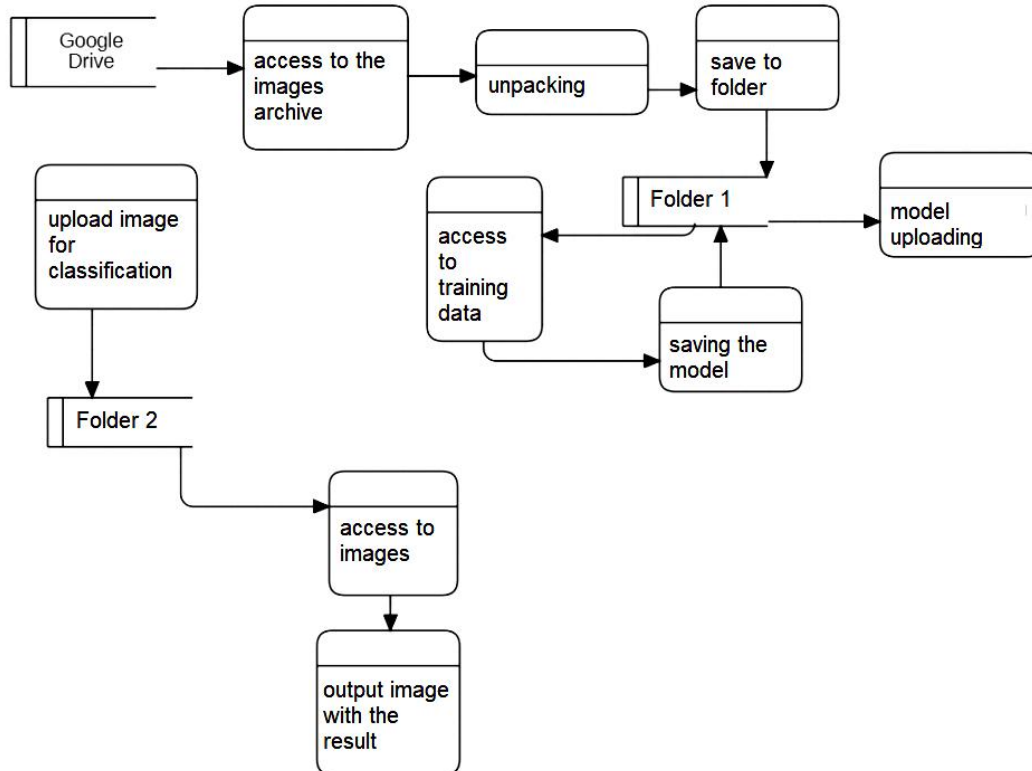 Google
Drive
access to the
images
archive
unpacking
save to
folder
Folder 1
model
uploading
access
to
training
data
saving the
model
upload image
for
classification
Folder 2
access to
images
output image
with the
result